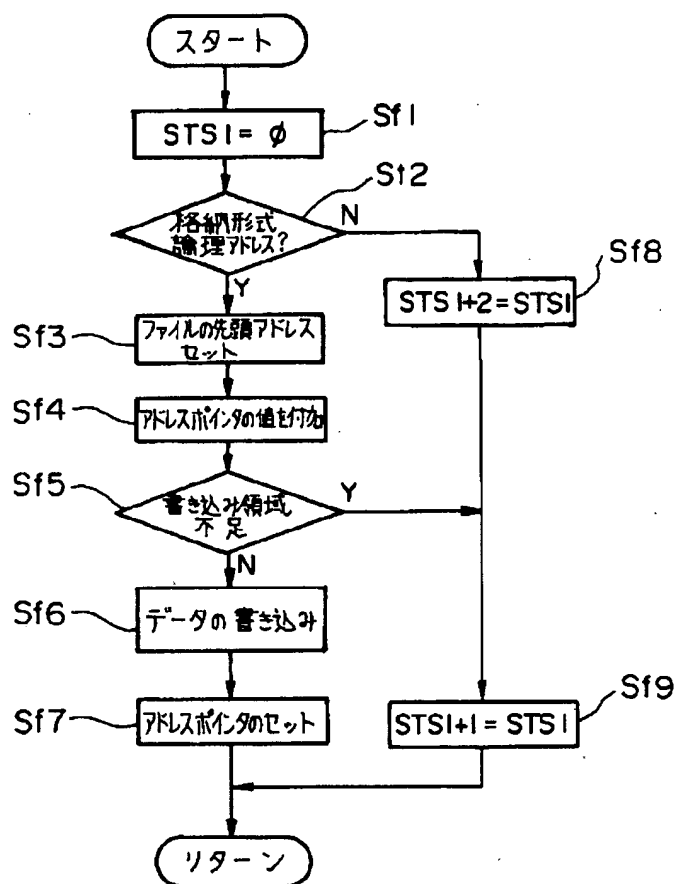 スタート
Sf1
STS1 = φ
St2
格納形式
論理アドレス?
N
Y
Sf8
STS1+2 = STS1
Sf3
ファイルの先頭アドレス
セット
Sf4
アドレスポインタの値を付加
Sf5
書き込み領域
不足
Y
N
Sf6
データの書き込み
Sf7
アドレスポインタのセット
Sf9
STS1+1 = STS1
リターン